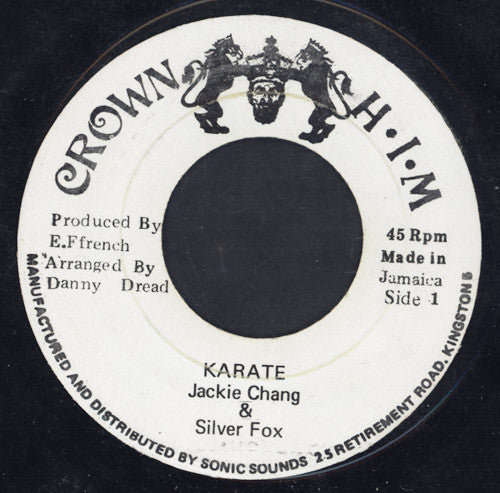 CROWN H·I·M
Produced By
E.Ffrench
'Arranged By
Danny Dread
45 Rpm
Made in
Jamaica
Side 1
KARATE
Jackie Chang
&
Silver Fox
MANUFACTURED AND DISTRIBUTED BY SONIC SOUNDS 25 RETIREMENT ROAD, KINGSTON 5